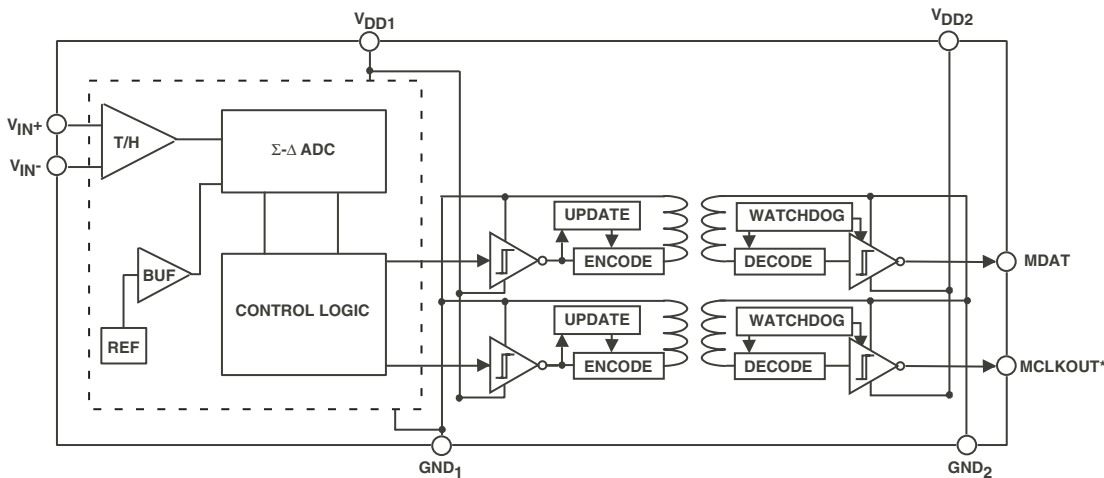 VDD1
VDD2
VIN+
VIN-
T/H
Σ-Δ ADC
BUF
REF
CONTROL LOGIC
UPDATE
ENCODE
WATCHDOG
DECODE
MDAT
UPDATE
ENCODE
WATCHDOG
DECODE
MCLKOUT*
GND1
GND2